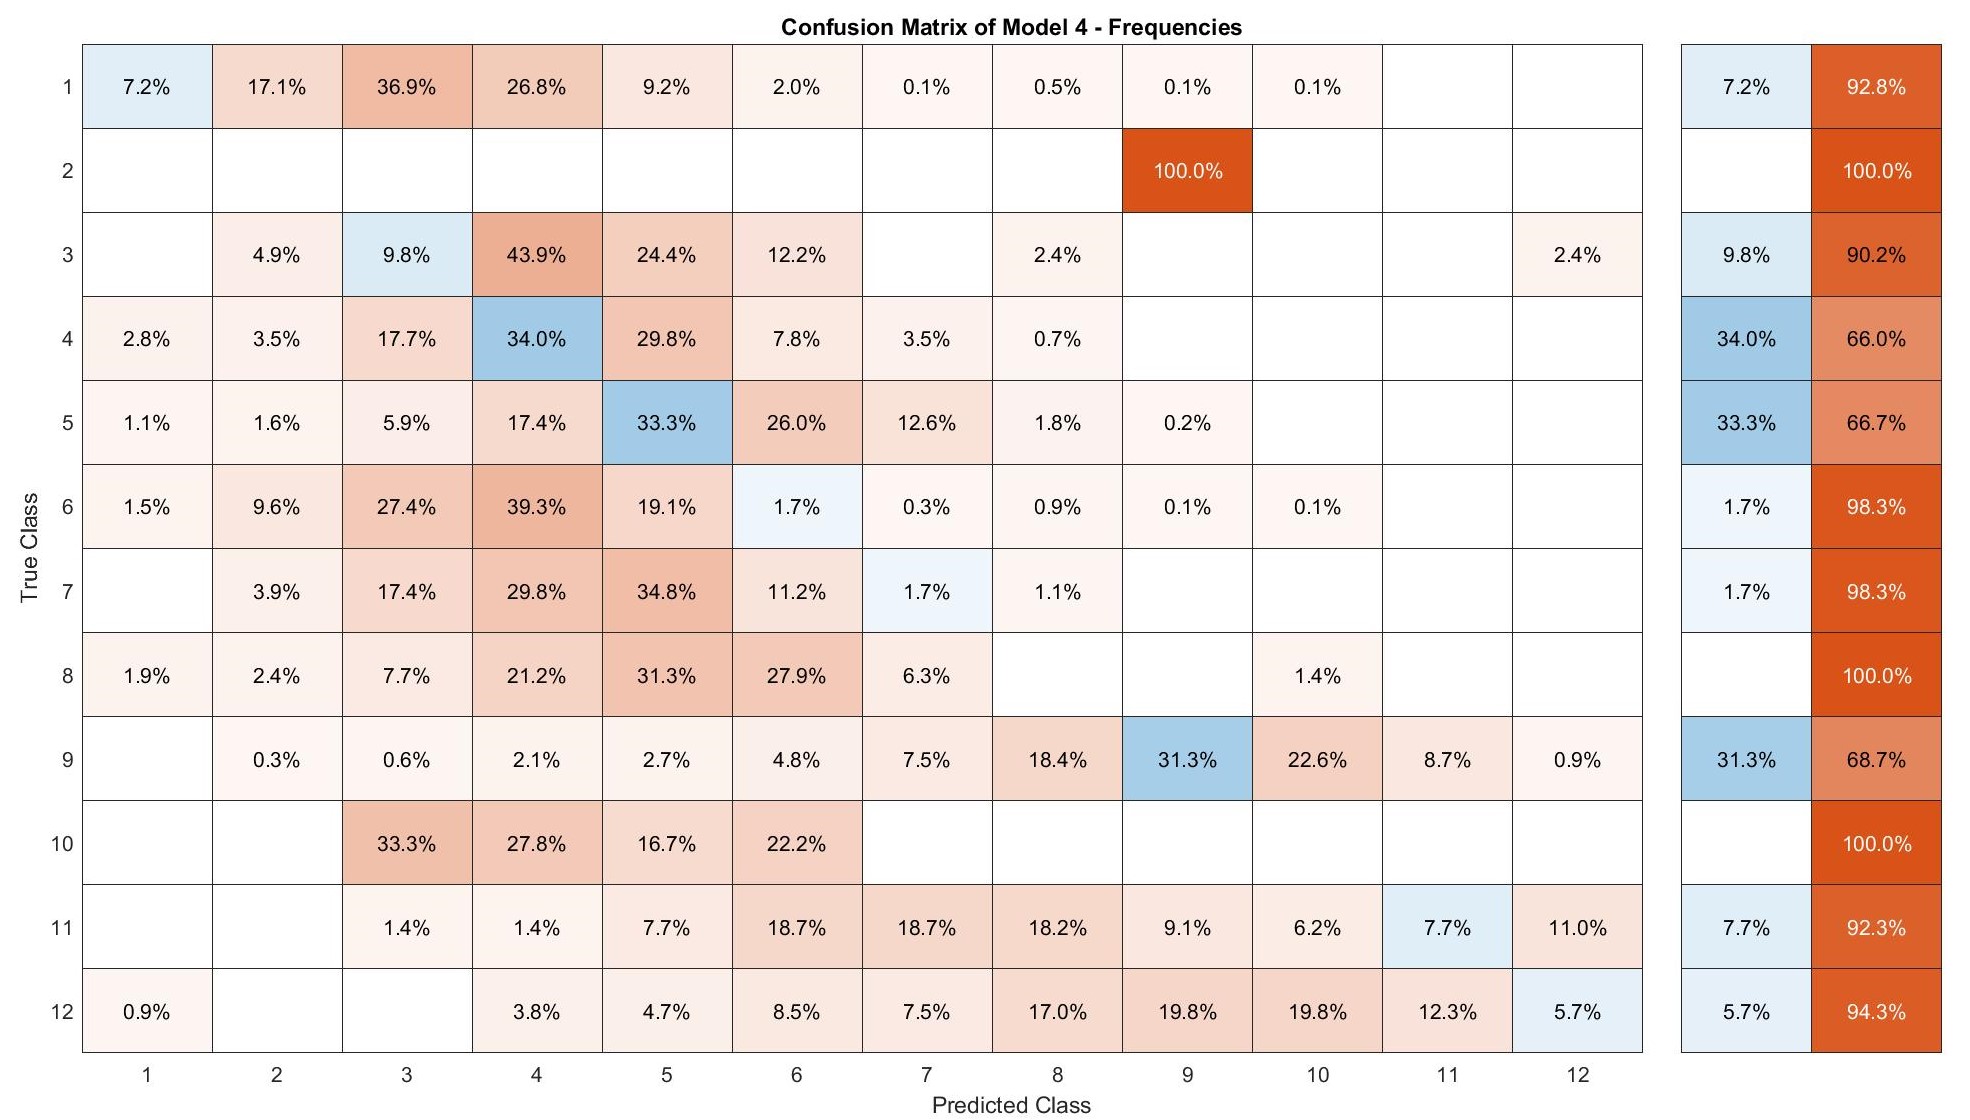 Confusion Matrix of Model 4 - Frequencies
1 7.2% 17.1% 36.9% 26.8% 9.2% 2.0% 0.1% 0.5% 0.1% 0.1% 7.2% 92.8%
2 100.0% 100.0%
3 4.9% 9.8% 43.9% 24.4% 12.2% 2.4% 2.4% 9.8% 90.2%
4 2.8% 3.5% 17.7% 34.0% 29.8% 7.8% 3.5% 0.7% 34.0% 66.0%
5 1.1% 1.6% 5.9% 17.4% 33.3% 26.0% 12.6% 1.8% 0.2% 33.3% 66.7%
6 1.5% 9.6% 27.4% 39.3% 19.1% 1.7% 0.3% 0.9% 0.1% 0.1% 1.7% 98.3%
7 3.9% 17.4% 29.8% 34.8% 11.2% 1.7% 1.1% 1.7% 98.3%
8 1.9% 2.4% 7.7% 21.2% 31.3% 27.9% 6.3% 1.4% 100.0%
9 0.3% 0.6% 2.1% 2.7% 4.8% 7.5% 18.4% 31.3% 22.6% 8.7% 0.9% 31.3% 68.7%
10 33.3% 27.8% 16.7% 22.2% 100.0%
11 1.4% 1.4% 7.7% 18.7% 18.7% 18.2% 9.1% 6.2% 7.7% 11.0% 7.7% 92.3%
12 0.9% 3.8% 4.7% 8.5% 7.5% 17.0% 19.8% 19.8% 12.3% 5.7% 5.7% 94.3%
True Class
1 2 3 4 5 6 7 8 9 10 11 12
Predicted Class